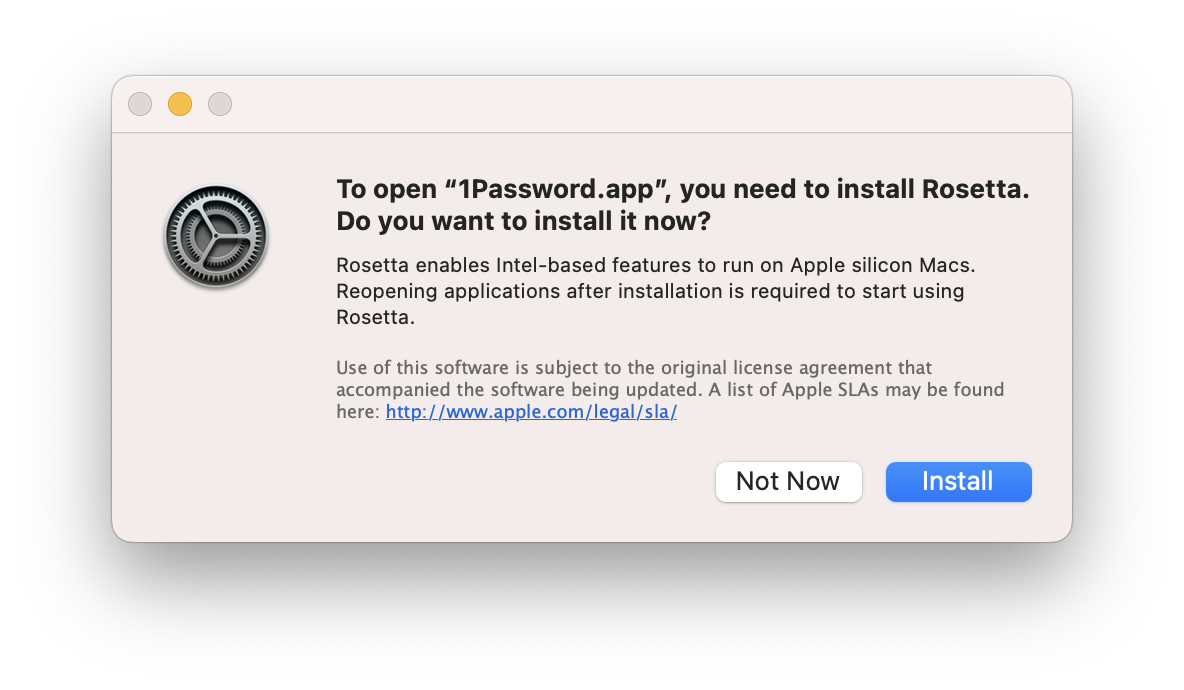 To open “1Password.app”, you need to install Rosetta.
Do you want to install it now?
Rosetta enables Intel-based features to run on Apple silicon Macs.
Reopening applications after installation is required to start using
Rosetta.
Use of this software is subject to the original license agreement that
accompanied the software being updated. A list of Apple SLAs may be found
here: http://www.apple.com/legal/sla/
Not Now
Install